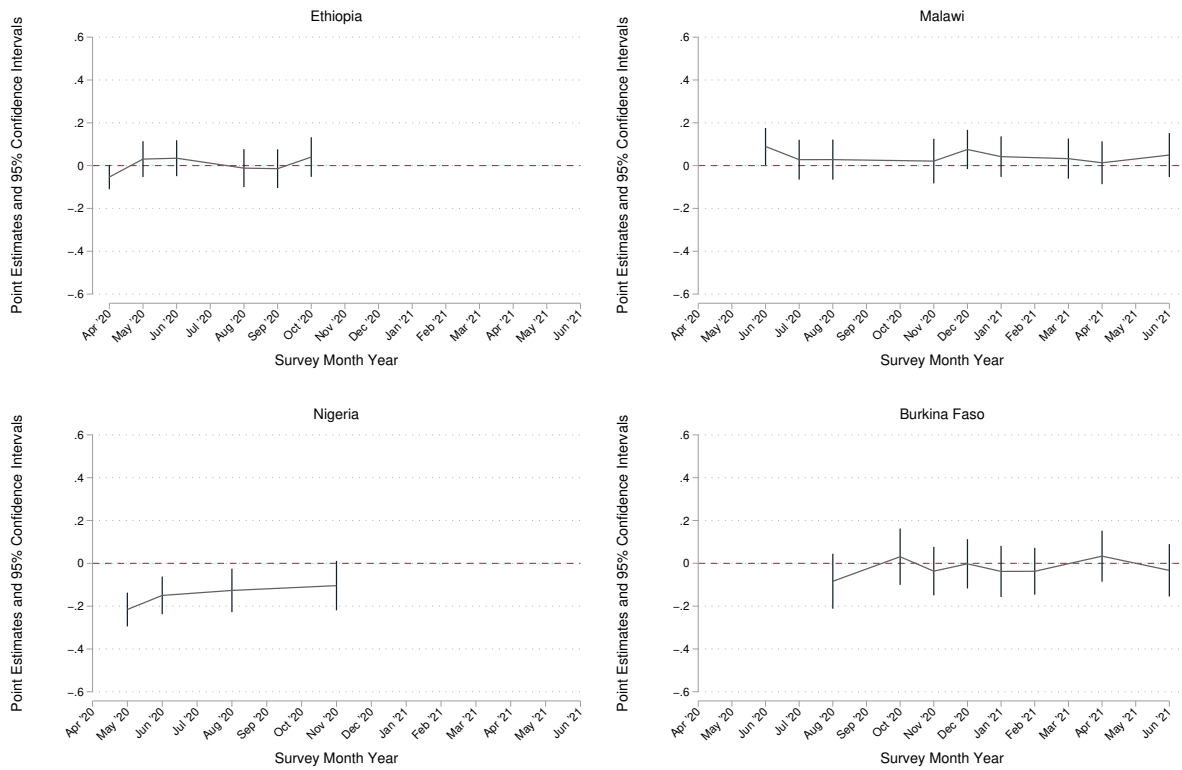 Ethiopia
Point Estimates and 95% Confidence Intervals
.6
.4
.2
0
−.2
−.4
−.6
Apr '20
May '20
Jun '20
Jul '20
Aug '20
Sep '20
Oct '20
Nov '20
Dec '20
Jan '21
Feb '21
Mar '21
Apr '21
May '21
Jun '21
Survey Month Year
Malawi
Point Estimates and 95% Confidence Intervals
.6
.4
.2
0
−.2
−.4
−.6
Apr '20
May '20
Jun '20
Jul '20
Aug '20
Sep '20
Oct '20
Nov '20
Dec '20
Jan '21
Feb '21
Mar '21
Apr '21
May '21
Jun '21
Survey Month Year
Nigeria
Point Estimates and 95% Confidence Intervals
.6
.4
.2
0
−.2
−.4
−.6
Apr '20
May '20
Jun '20
Jul '20
Aug '20
Sep '20
Oct '20
Nov '20
Dec '20
Jan '21
Feb '21
Mar '21
Apr '21
May '21
Jun '21
Survey Month Year
Burkina Faso
Point Estimates and 95% Confidence Intervals
.6
.4
.2
0
−.2
−.4
−.6
Apr '20
May '20
Jun '20
Jul '20
Aug '20
Sep '20
Oct '20
Nov '20
Dec '20
Jan '21
Feb '21
Mar '21
Apr '21
May '21
Jun '21
Survey Month Year